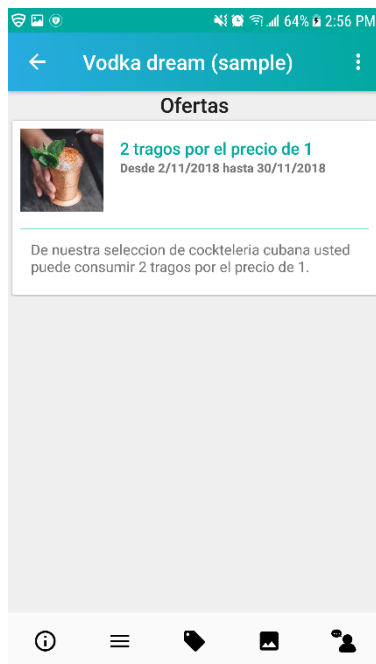 64% 2:56 PM
Vodka dream (sample)
Ofertas
2 tragos por el precio de 1
Desde 2/11/2018 hasta 30/11/2018
De nuestra seleccion de cockteleria cubana usted
puede consumir 2 tragos por el precio de 1.